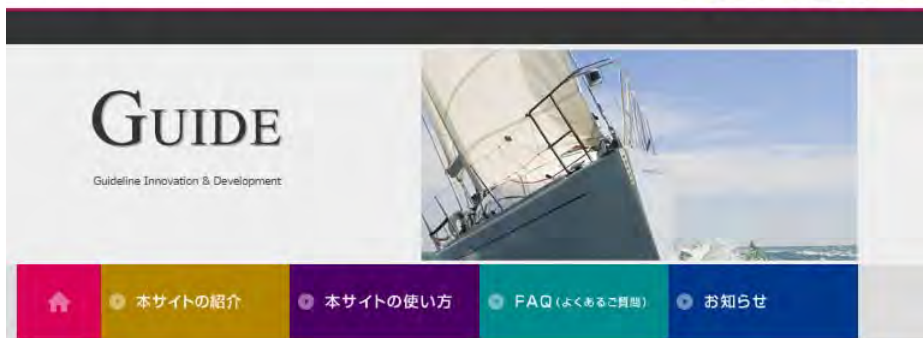 GUIDE
Guideline Innovation & Development
本サイトの紹介
本サイトの使い方
FAQ(よくあるご質問)
お知らせ